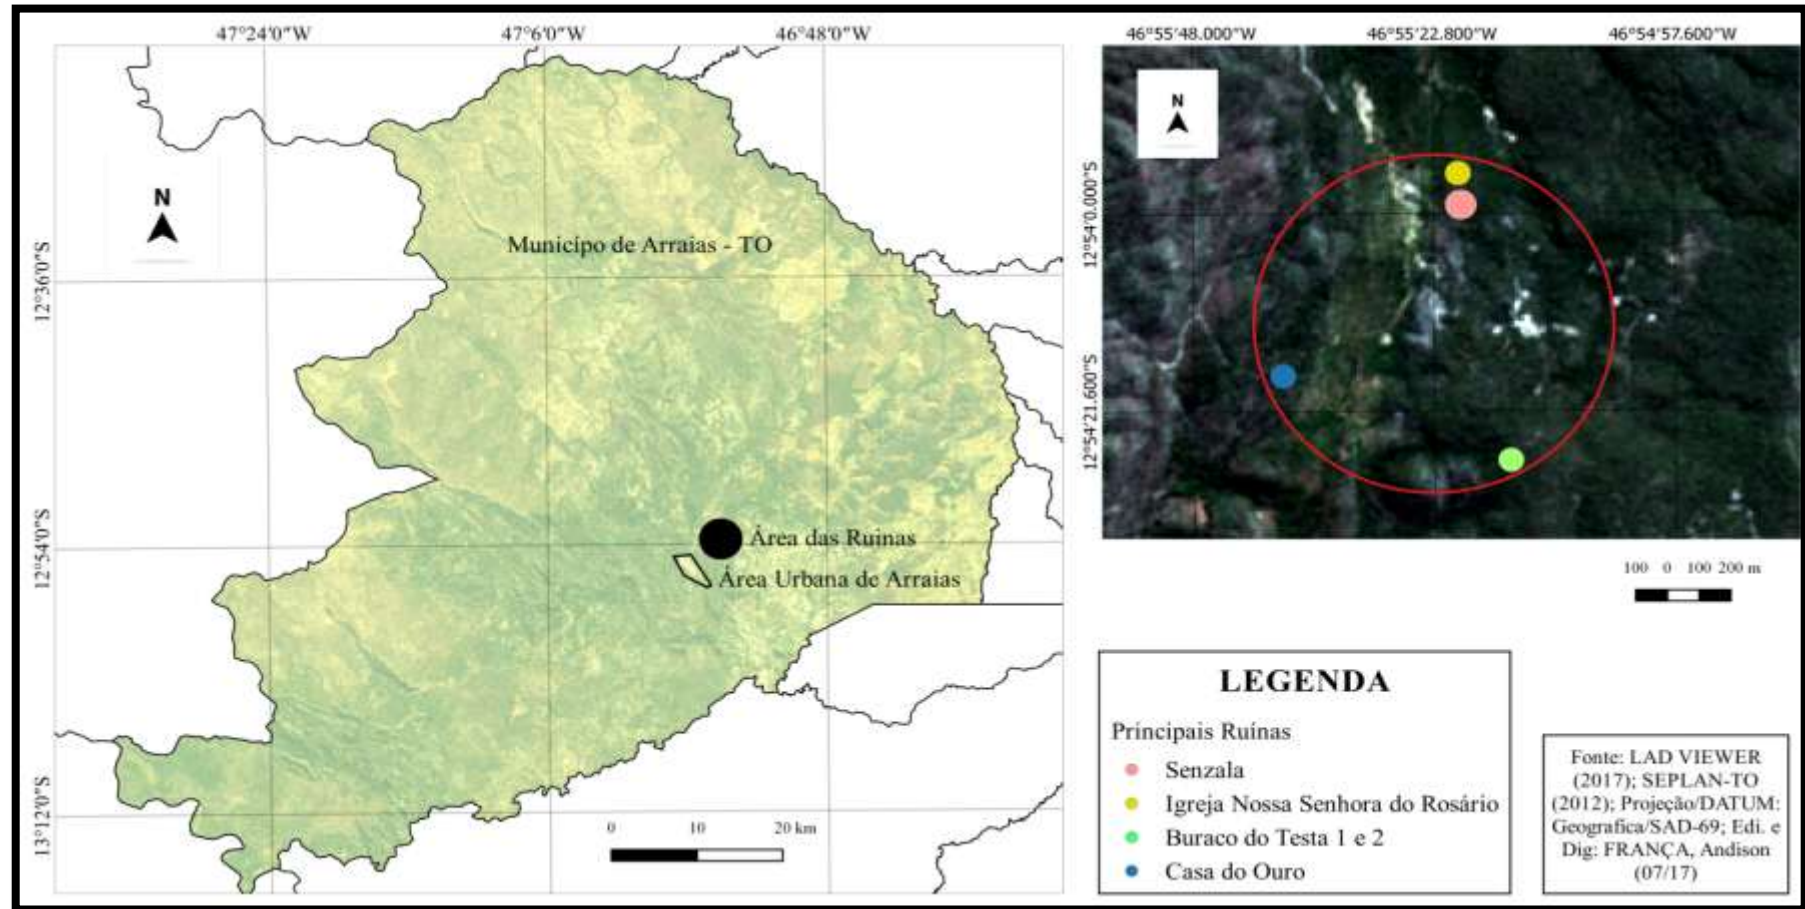 47°24'0"W
47°6'0"W
46°48'0"W
N
Municípo de Arraias - TO
12°36'0"S
12°54'0"S
13°12'0"S
Área das Ruinas
Área Urbana de Arraias
0 10 20 km
46°55'48.000"W
46°55'22.800"W
46°54'57.600"W
N
12°54'0.000"S
12°54'21.600"S
100 0 100 200 m
LEGENDA
Principais Ruínas
Senzala
Igreja Nossa Senhora do Rosário
Buraco do Testa 1 e 2
Casa do Ouro
Fonte: LAD VIEWER
(2017); SEPLAN-TO
(2012); Projeção/DATUM:
Geografica/SAD-69; Edi. e
Dig: FRANÇA, Andison
(07/17)